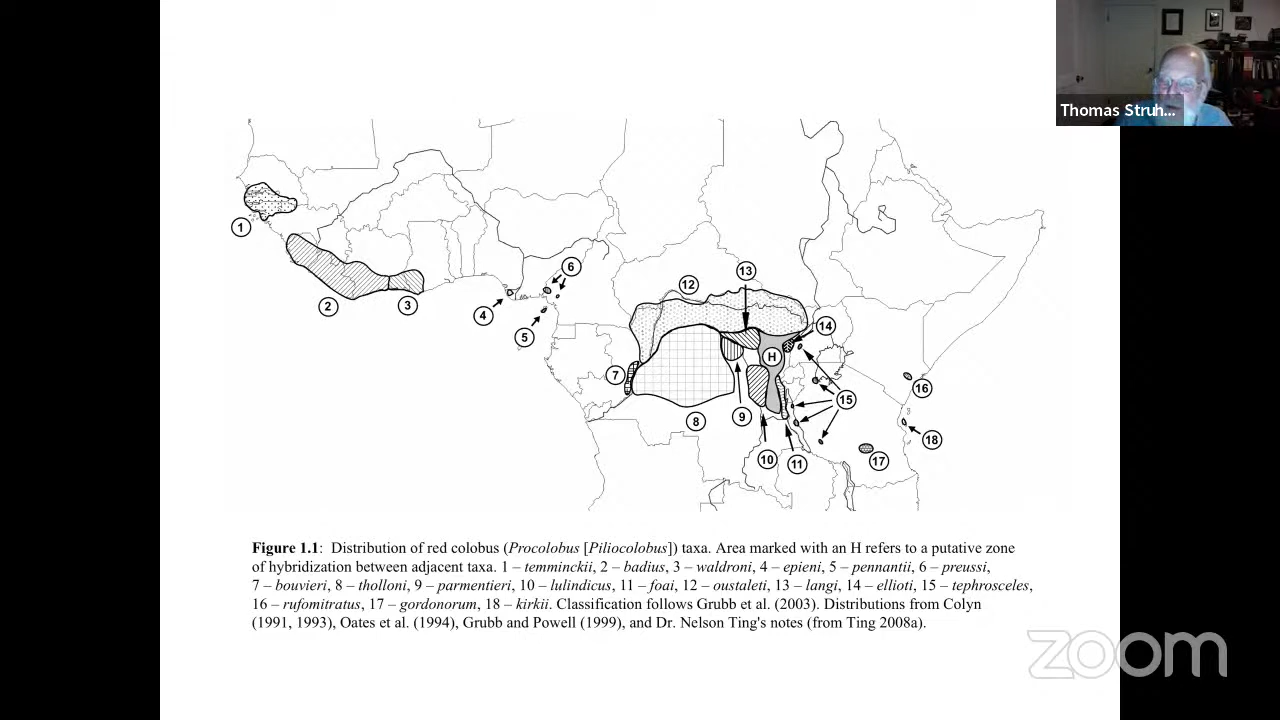 Thomas Struh...
1
2
3
4
5
6
7
8
9
10
11
12
13
14
15
16
17
18
H
Figure 1.1: Distribution of red colobus (Procolobus [Piliocolobus]) taxa. Area marked with an H refers to a putative zone
of hybridization between adjacent taxa. 1 – temminckii, 2 – badius, 3 – waldroni, 4 – epieni, 5 – pennantii, 6 – preussi,
7 – bouvieri, 8 – tholloni, 9 – parmentieri, 10 – lulindicus, 11 – foai, 12 – oustaleti, 13 – langi, 14 – ellioti, 15 – tephrosceles,
16 – rufomitratus, 17 – gordonorum, 18 – kirkii. Classification follows Grubb et al. (2003). Distributions from Colyn
(1991, 1993), Oates et al. (1994), Grubb and Powell (1999), and Dr. Nelson Ting's notes (from Ting 2008a).
zoom